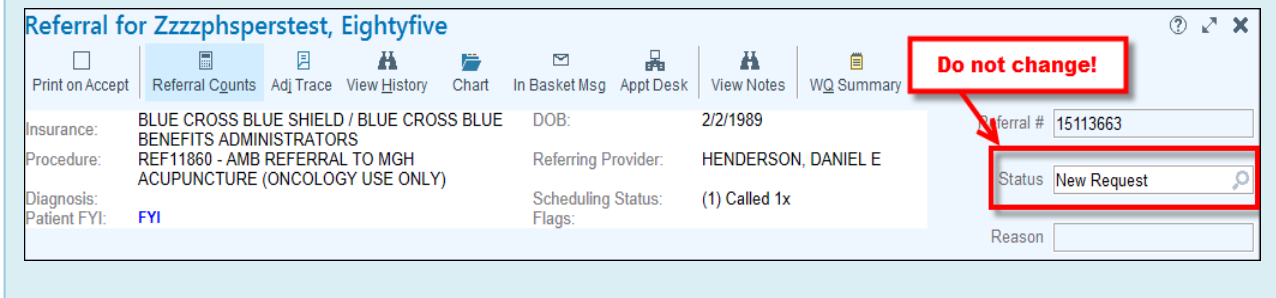 Referral for Zzzzphsperstest, Eightyfive
Print on Accept Referral Counts Adj Trace View History Chart In Basket Msg Appt Desk View Notes WQ Summary
Do not change!
Insurance: BLUE CROSS BLUE SHIELD / BLUE CROSS BLUE BENEFITS ADMINISTRATORS
DOB: 2/2/1989
Referral # 15113663
Procedure: REF11860 - AMB REFERRAL TO MGH ACUPUNCTURE (ONCOLOGY USE ONLY)
Referring Provider: HENDERSON, DANIEL E
Status New Request
Diagnosis:
Scheduling Status: (1) Called 1x
Patient FYI: FYI
Flags:
Reason